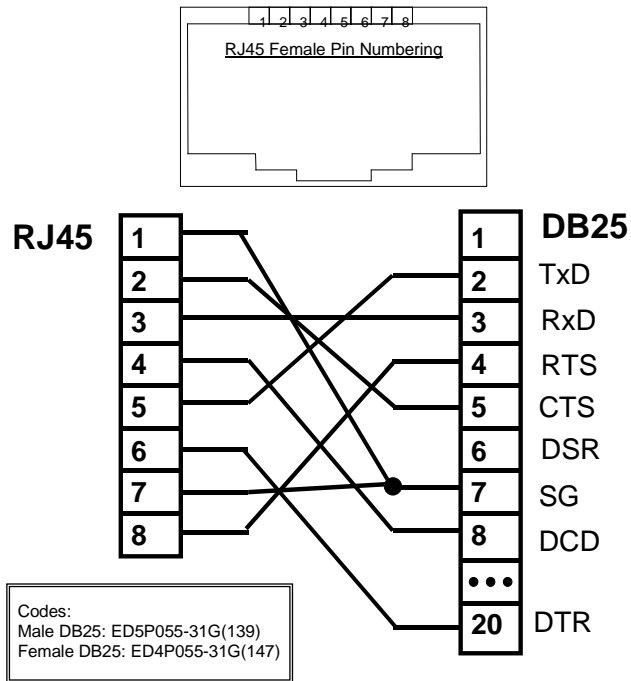 1 2 3 4 5 6 7 8
RJ45 Female Pin Numbering
RJ45
DB25
1
2
3
4
5
6
7
8
1
2
3
4
5
6
7
8
•••
20
TxD
RxD
RTS
CTS
DSR
SG
DCD
DTR
Codes:
Male DB25: ED5P055-31G(139)
Female DB25: ED4P055-31G(147)